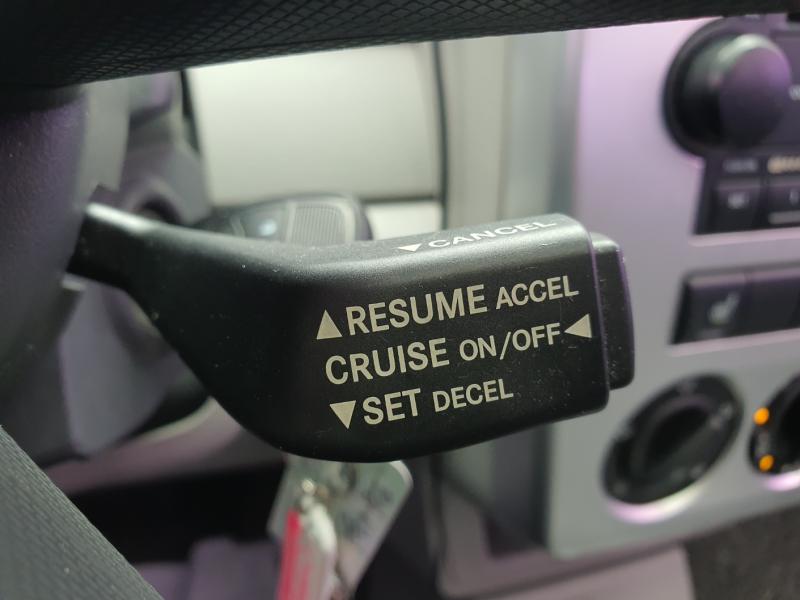 ▼CANCEL
▲RESUME ACCEL
CRUISE ON/OFF◀
▼SET DECEL